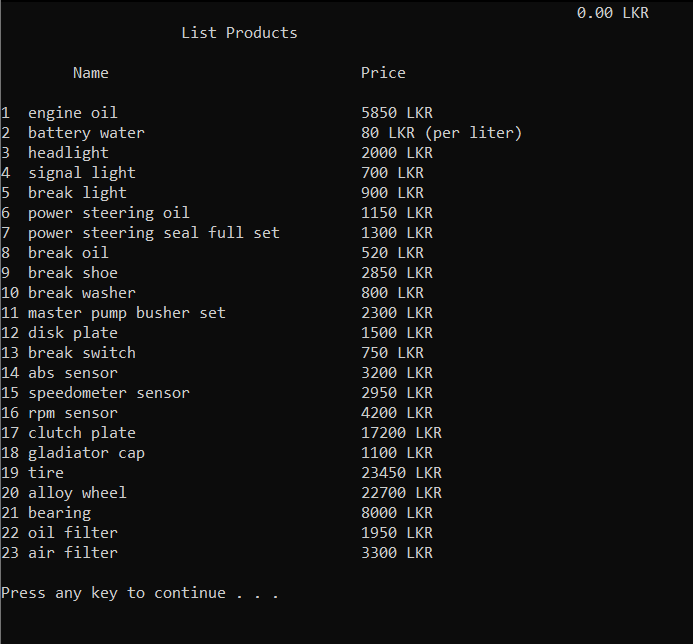 0.00 LKR
List Products
Name Price
1 engine oil 5850 LKR
2 battery water 80 LKR (per liter)
3 headlight 2000 LKR
4 signal light 700 LKR
5 break light 900 LKR
6 power steering oil 1150 LKR
7 power steering seal full set 1300 LKR
8 break oil 520 LKR
9 break shoe 2850 LKR
10 break washer 800 LKR
11 master pump busher set 2300 LKR
12 disk plate 1500 LKR
13 break switch 750 LKR
14 abs sensor 3200 LKR
15 speedometer sensor 2950 LKR
16 rpm sensor 4200 LKR
17 clutch plate 17200 LKR
18 gladiator cap 1100 LKR
19 tire 23450 LKR
20 alloy wheel 22700 LKR
21 bearing 8000 LKR
22 oil filter 1950 LKR
23 air filter 3300 LKR
Press any key to continue . . .